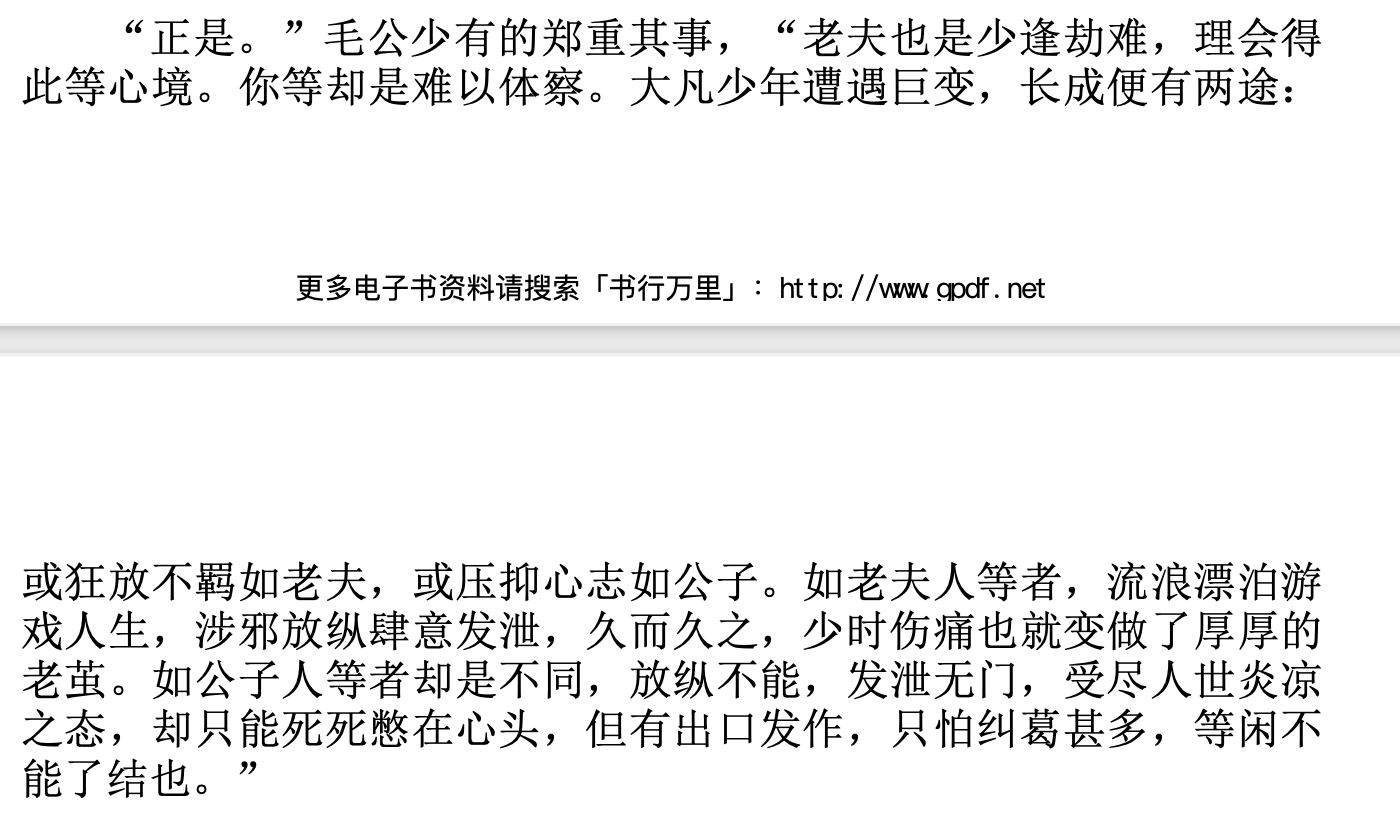 “正是。”毛公少有的郑重其事，“老夫也是少逢劫难，理会得
此等心境。你等却是难以体察。大凡少年遭遇巨变，长成便有两途：
更多电子书资料请搜索「书行万里」：http://www.gpdf.net
或狂放不羁如老夫，或压抑心志如公子。如老夫人等者，流浪漂泊游
戏人生，涉邪放纵肆意发泄，久而久之，少时伤痛也就变做了厚厚的
老茧。如公子人等者却是不同，放纵不能，发泄无门，受尽人世炎凉
之态，却只能死死憋在心头，但有出口发作，只怕纠葛甚多，等闲不
能了结也。”